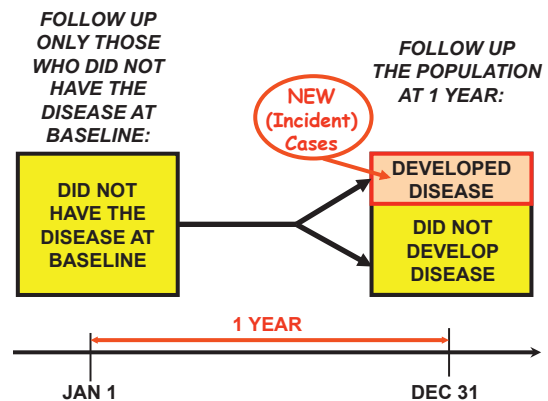 FOLLOW UP
ONLY THOSE
WHO DID NOT
HAVE THE
DISEASE AT
BASELINE:
FOLLOW UP
THE POPULATION
AT 1 YEAR:
NEW
(Incident)
Cases
DID NOT
HAVE THE
DISEASE AT
BASELINE
DEVELOPED
DISEASE
DID NOT
DEVELOP
DISEASE
1 YEAR
JAN 1
DEC 31